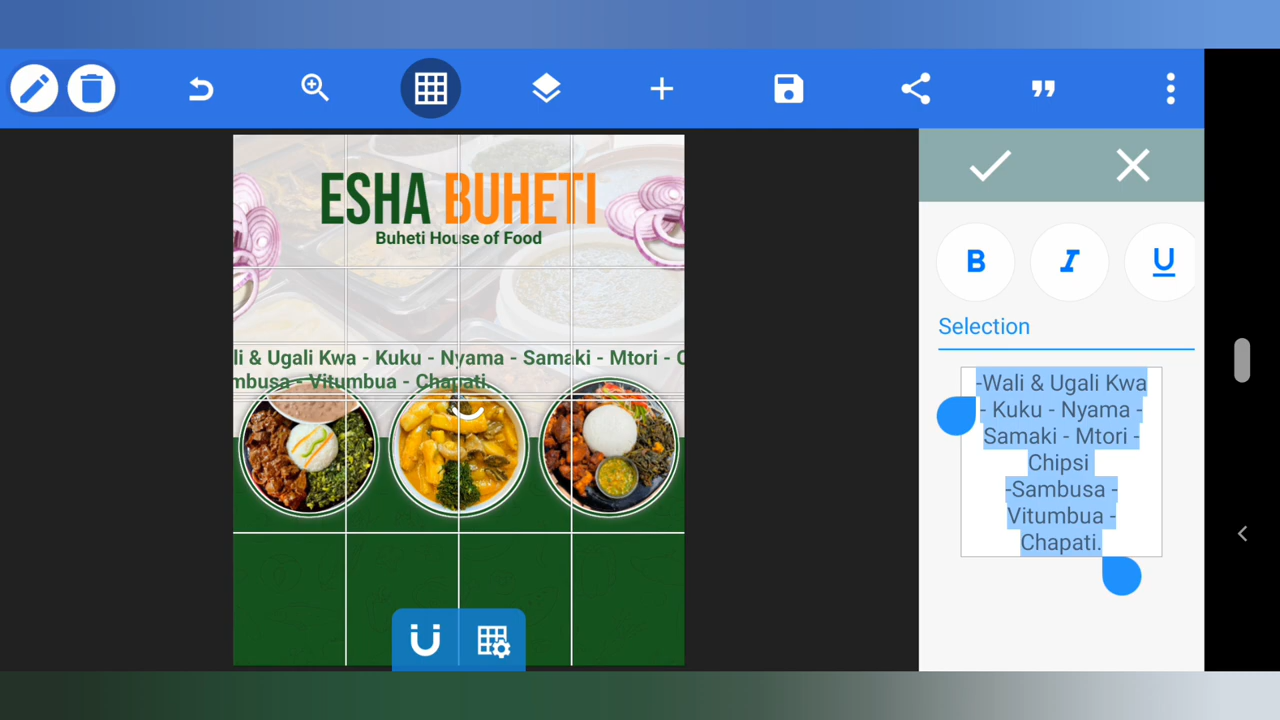 ESHA BUHETI
Buheti House of Food
li & Ugali Kwa - Kuku - Nyama - Samaki - Mtori - C
mbusa - Vitumbua - Chapati.
B I U
Selection
-Wali & Ugali Kwa
- Kuku - Nyama -
Samaki - Mtori -
Chipsi
-Sambusa -
Vitumbua -
Chapati.